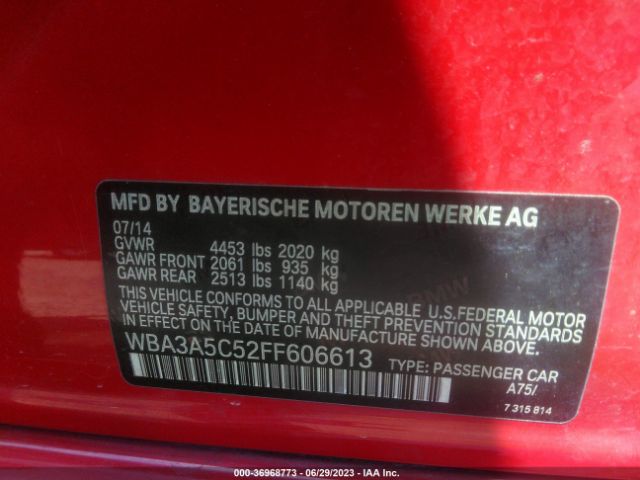 MFD BY BAYERISCHE MOTOREN WERKE AG
07/14
GVWR 4453 lbs 2020 kg
GAWR FRONT 2061 lbs 935 kg
GAWR REAR 2513 lbs 1140 kg
THIS VEHICLE CONFORMS TO ALL APPLICABLE U.S.FEDERAL MOTOR
VEHICLE SAFETY, BUMPER AND THEFT PREVENTION STANDARDS
IN EFFECT ON THE DATE OF MANUFACTURE SHOWN ABOVE.
WBA3A5C52FF606613 TYPE: PASSENGER CAR
A75/
7 315 814
000-36968773 - 06/29/2023 - IAA Inc.